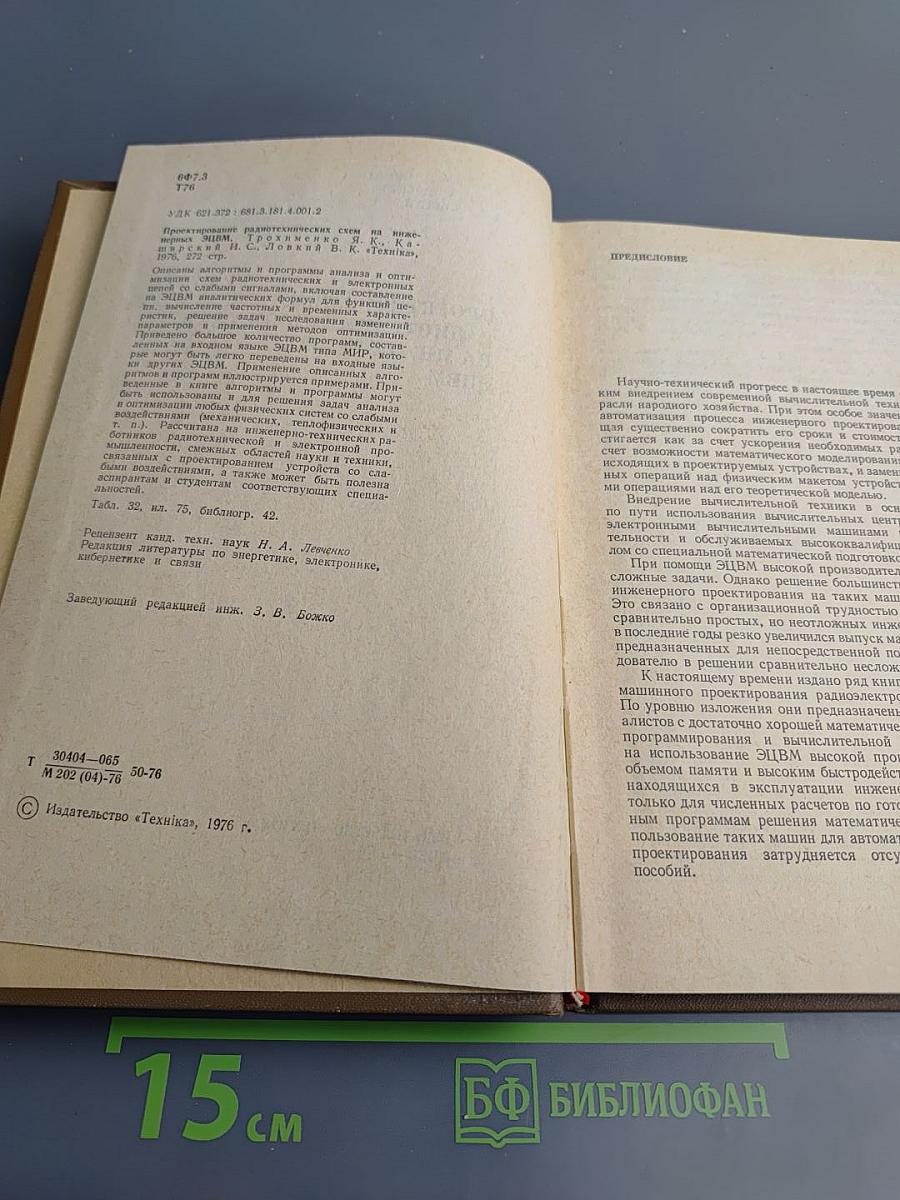 6Ф7.3
Т76
УДК 621.372 : 681.3.181.4.001.2
Проектирование радиотехнических схем на инже-
нерных ЭЦВМ. Трохименко Я. К., Ка-
ширский И. С., Ловкий В. К. «Технiка»,
1976, 272 стр.
Описаны алгоритмы и программы анализа и опти-
мизации схем радиотехнических и электронных
цепей со слабыми сигналами, включая составление
на ЭЦВМ аналитических формул для функций це-
пи, вычисление частотных и временных характе-
ристик, решение задач исследования изменений
параметров и применения методов оптимизации.
Приведено большое количество программ, состав-
ленных на входном языке ЭЦВМ типа МИР, кото-
рые могут быть легко переведены на входные язы-
ки других ЭЦВМ. Применение описанных алго-
ритмов и программ иллюстрируется примерами. При-
веденные в книге алгоритмы и программы могут
быть использованы и для решения задач анализа
и оптимизации любых физических систем со слабыми
воздействиями (механических, теплофизических и
т. п.). Рассчитана на инженерно-технических ра-
ботников радиотехнической и электронной про-
мышленности, смежных областей науки и техники,
связанных с проектированием устройств со сла-
быми воздействиями, а также может быть полезна
аспирантам и студентам соответствующих специа-
льностей.
Табл. 32, ил. 75, библиогр. 42.
Рецензент канд. техн. наук Н. А. Левченко
Редакция литературы по энергетике, электронике,
кибернетике и связи
Заведующий редакцией инж. З. В. Божко
Т 30404—065
М 202 (04)-76 50-76
© Издательство «Технiка», 1976 г.
ПРЕДИСЛОВИЕ
Научно-технический прогресс в настоящее время
ким внедрением современной вычислительной техн
расли народного хозяйства. При этом особое значен
автоматизация процесса инженерного проектирова
щая существенно сократить его сроки и стоимост
стигается как за счет ускорения необходимых ра
счет возможности математического моделирования
исходящих в проектируемых устройствах, и замен
ных операций над физическим макетом устройст
ми операциями над его теоретической моделью.
Внедрение вычислительной техники в осн
по пути использования вычислительных центр
электронными вычислительными машинами
тельности и обслуживаемых высококвалифиц
лом со специальной математической подготовко
При помощи ЭЦВМ высокой производител
сложные задачи. Однако решение большинст
инженерного проектирования на таких маш
Это связано с организационной трудностью
сравнительно простых, но неотложных инже
в последние годы резко увеличился выпуск ма
предназначенных для непосредственной по
дователю в решении сравнительно неслож
К настоящему времени издано ряд книг
машинного проектирования радиоэлектро
По уровню изложения они предназначен
алистов с достаточно хорошей математиче
программирования и вычислительной
на использование ЭЦВМ высокой прои
объемом памяти и высоким быстродейст
находящихся в эксплуатации инжене
только для численных расчетов по гото
ным программам решения математиче
пользование таких машин для автомат
проектирования затрудняется отсу
пособий.
15 см
БФ БИБЛИОФАН